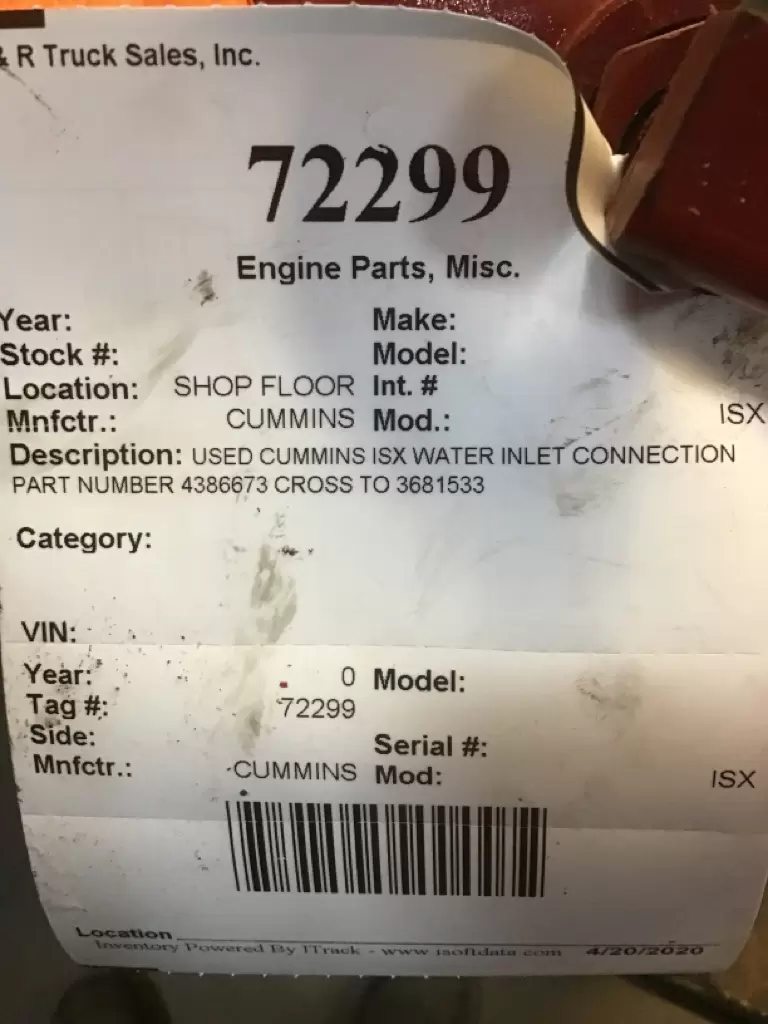 & R Truck Sales, Inc.
72299
Engine Parts, Misc.
Year: Make:
Stock #: Model:
Location: SHOP FLOOR Int. #
Mnfctr.: CUMMINS Mod.: ISX
Description: USED CUMMINS ISX WATER INLET CONNECTION
PART NUMBER 4386673 CROSS TO 3681533
Category:
VIN:
Year: 0 Model:
Tag #: 72299
Side: Serial #:
Mnfctr.: CUMMINS Mod: ISX
Location
Inventory Powered By ITrack - www.isoftdata.com 4/20/2020